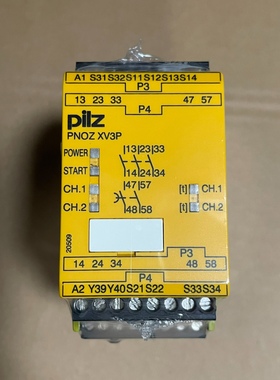 A1 S31S32S11S12S13S14
P3
13 23 33 47 57
P4
pilz
PNOZ XV3P
POWER
13 23 33
START
14 24 34
CH.1 47 57 [t] CH.1
CH.2 48 58 [t] CH.2
20509
P3
14 24 34 48 58
P4
A2 Y39Y40S21S22 S33S34